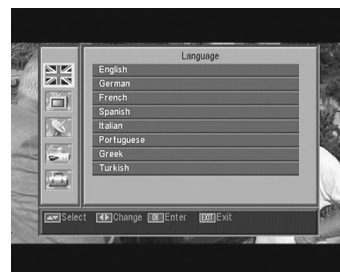 Language
English
German
French
Spanish
Italian
Portuguese
Greek
Turkish
Select Change OK Enter EXIT Exit